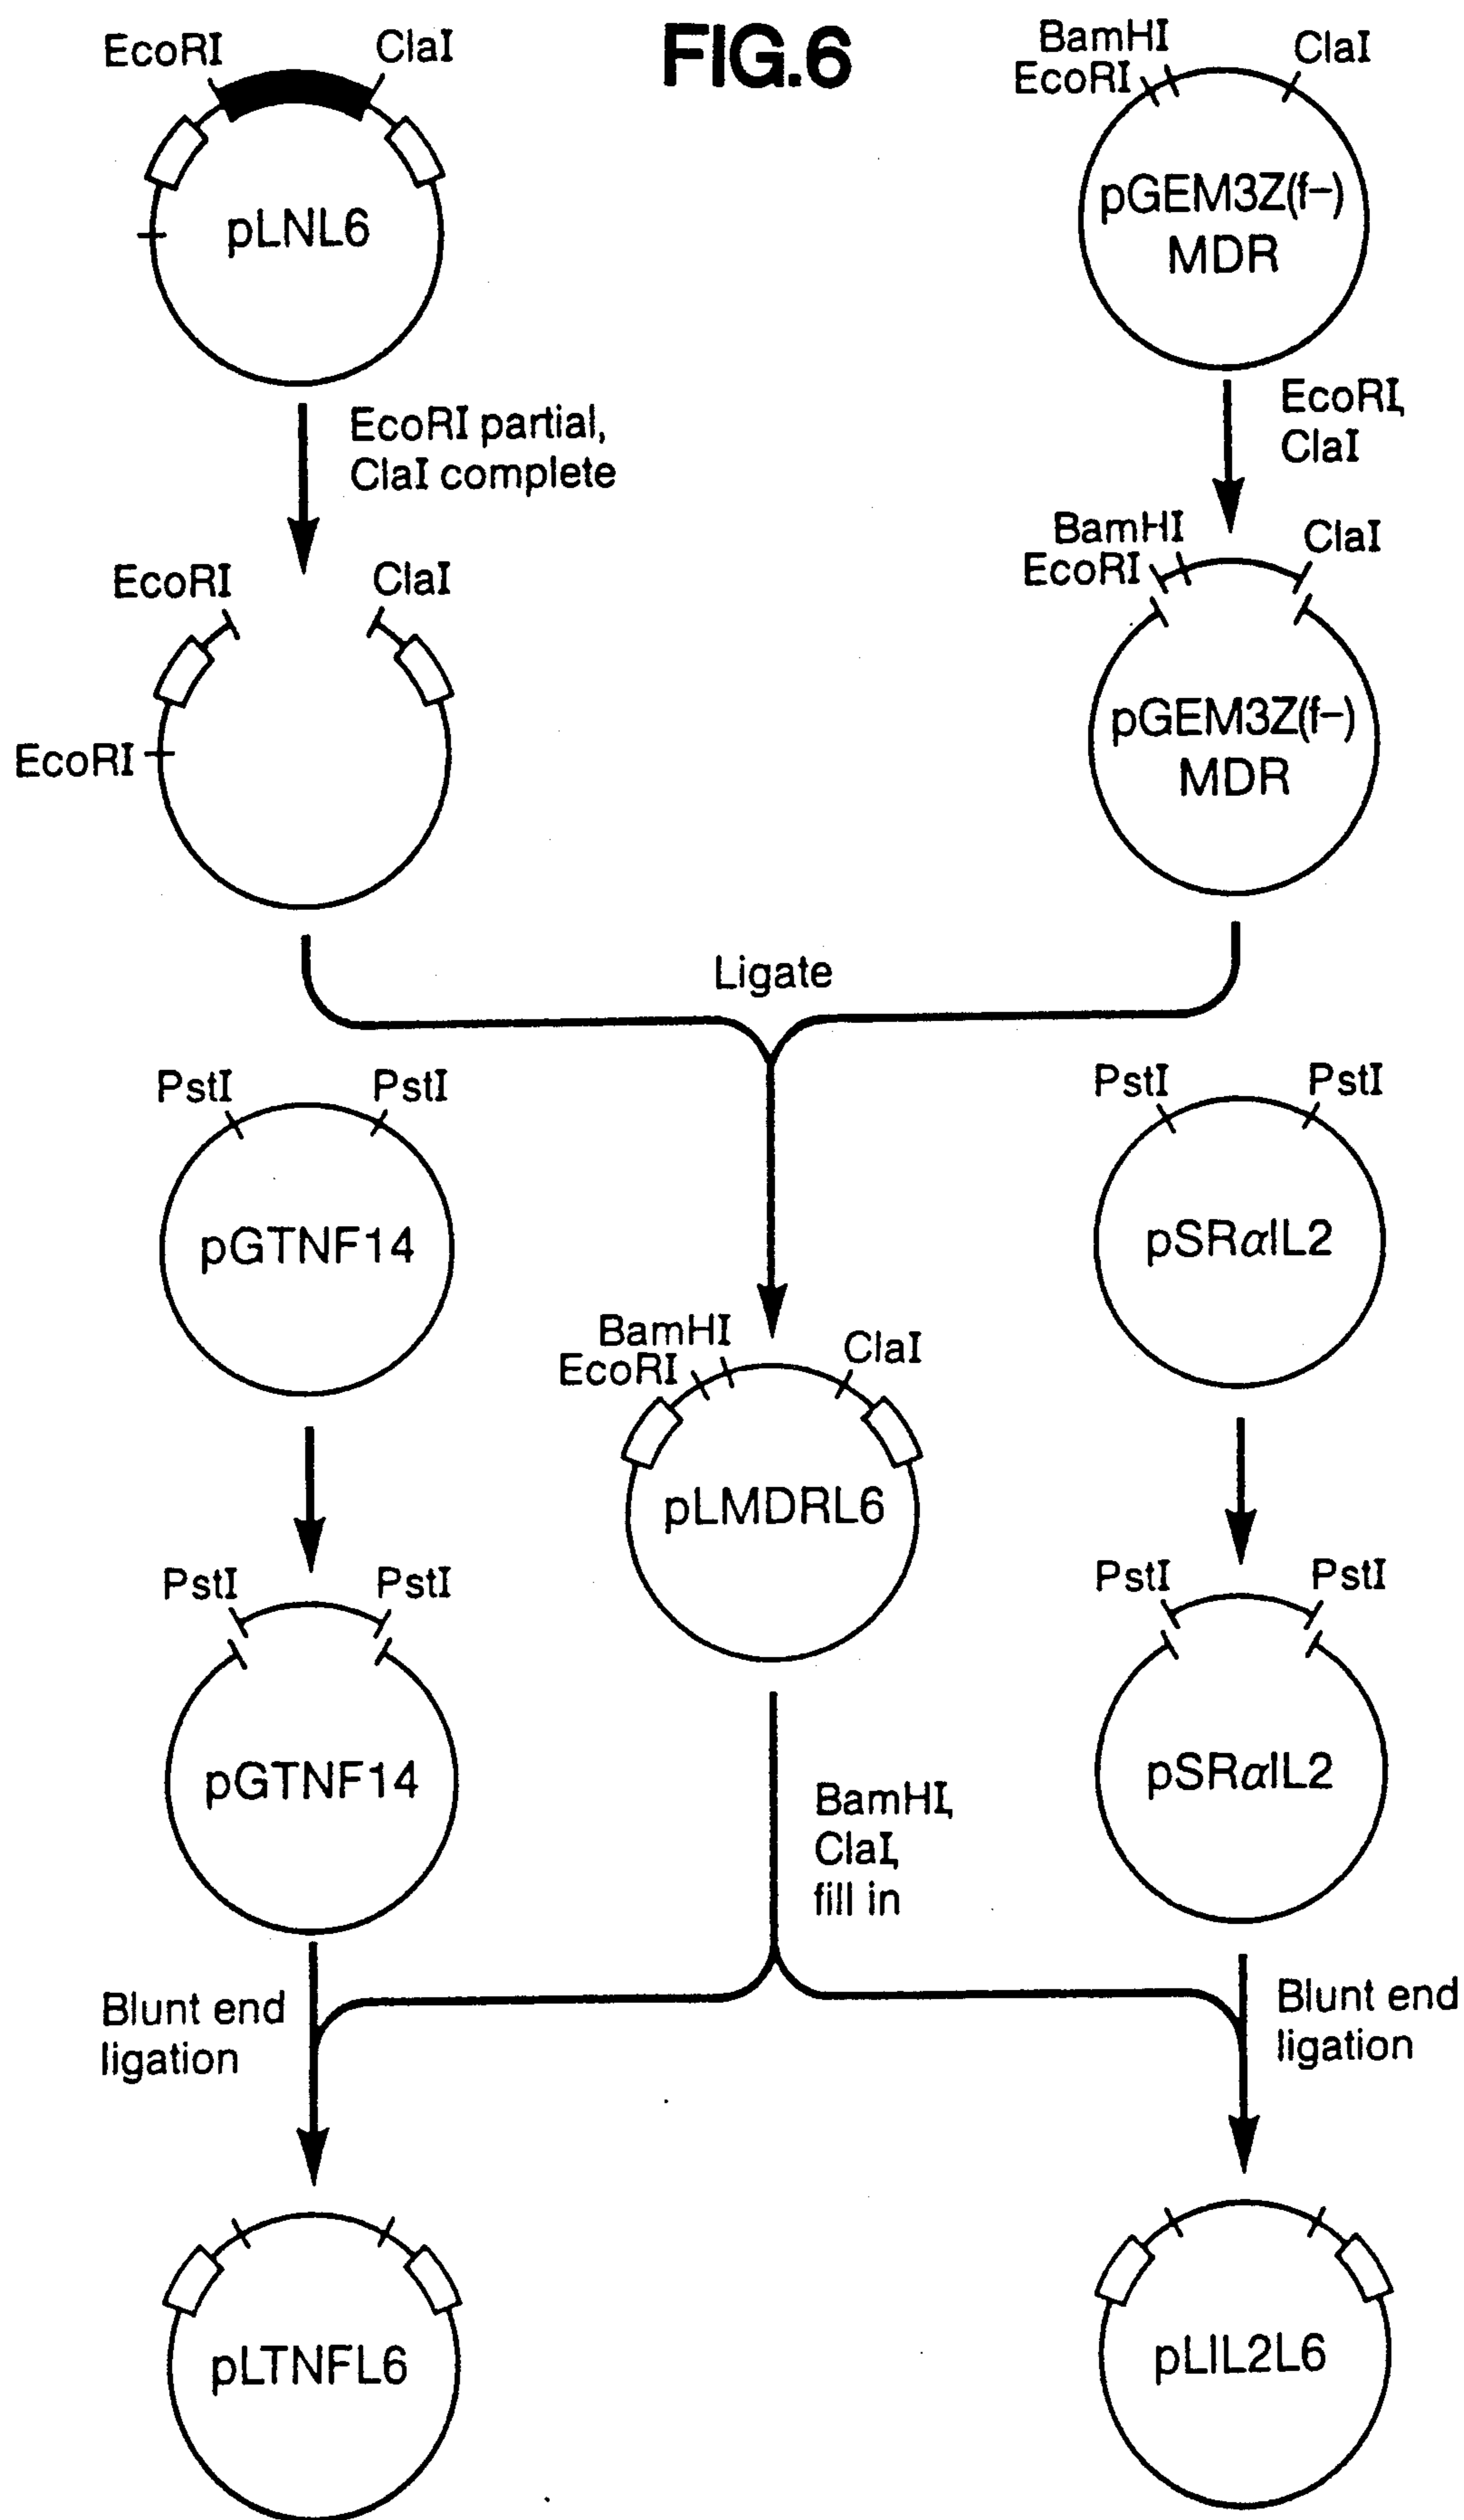 FIG.6
EcoRI
ClaI
pLNL6
BamHI
EcoRI
ClaI
pGEM3Z(f–)
MDR
EcoRI partial,
ClaI complete
EcoRI,
ClaI
EcoRI
ClaI
EcoRI
BamHI
EcoRI
ClaI
pGEM3Z(f–)
MDR
Ligate
PstI
PstI
pGTNF14
PstI
PstI
pSRαIL2
BamHI
EcoRI
ClaI
pLMDRL6
PstI
PstI
pGTNF14
PstI
PstI
pSRαIL2
BamHI,
ClaI,
fill in
Blunt end
ligation
Blunt end
ligation
pLTNFL6
pLIL2L6